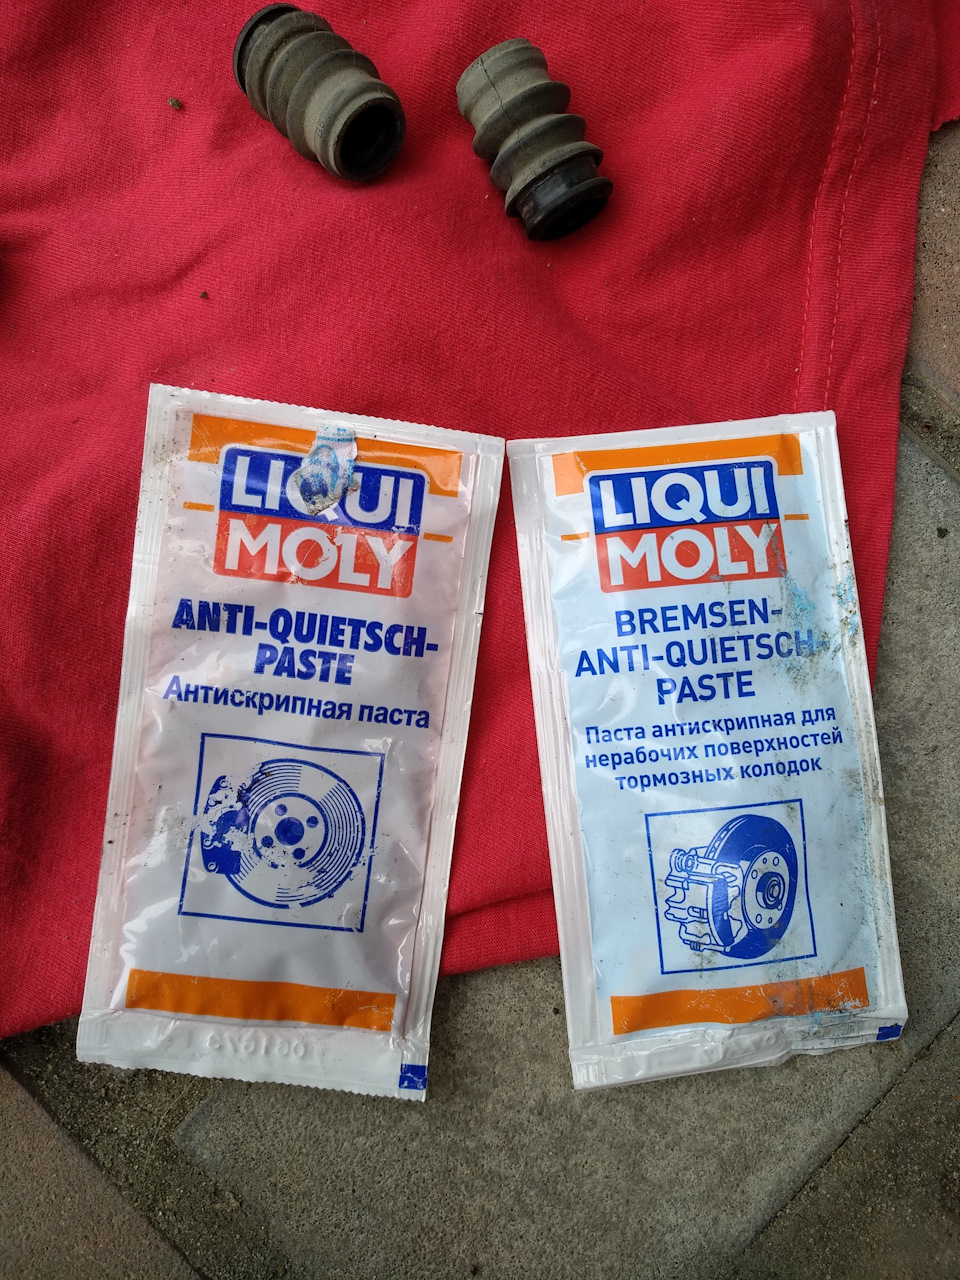 LIQUI
MOLY
ANTI-QUIETSCH-
PASTE
Антискрипная паста
LIQUI
MOLY
BREMSEN-
ANTI-QUIETSCH-
PASTE
Паста антискрипная для
нерабочих поверхностей
тормозных колодок